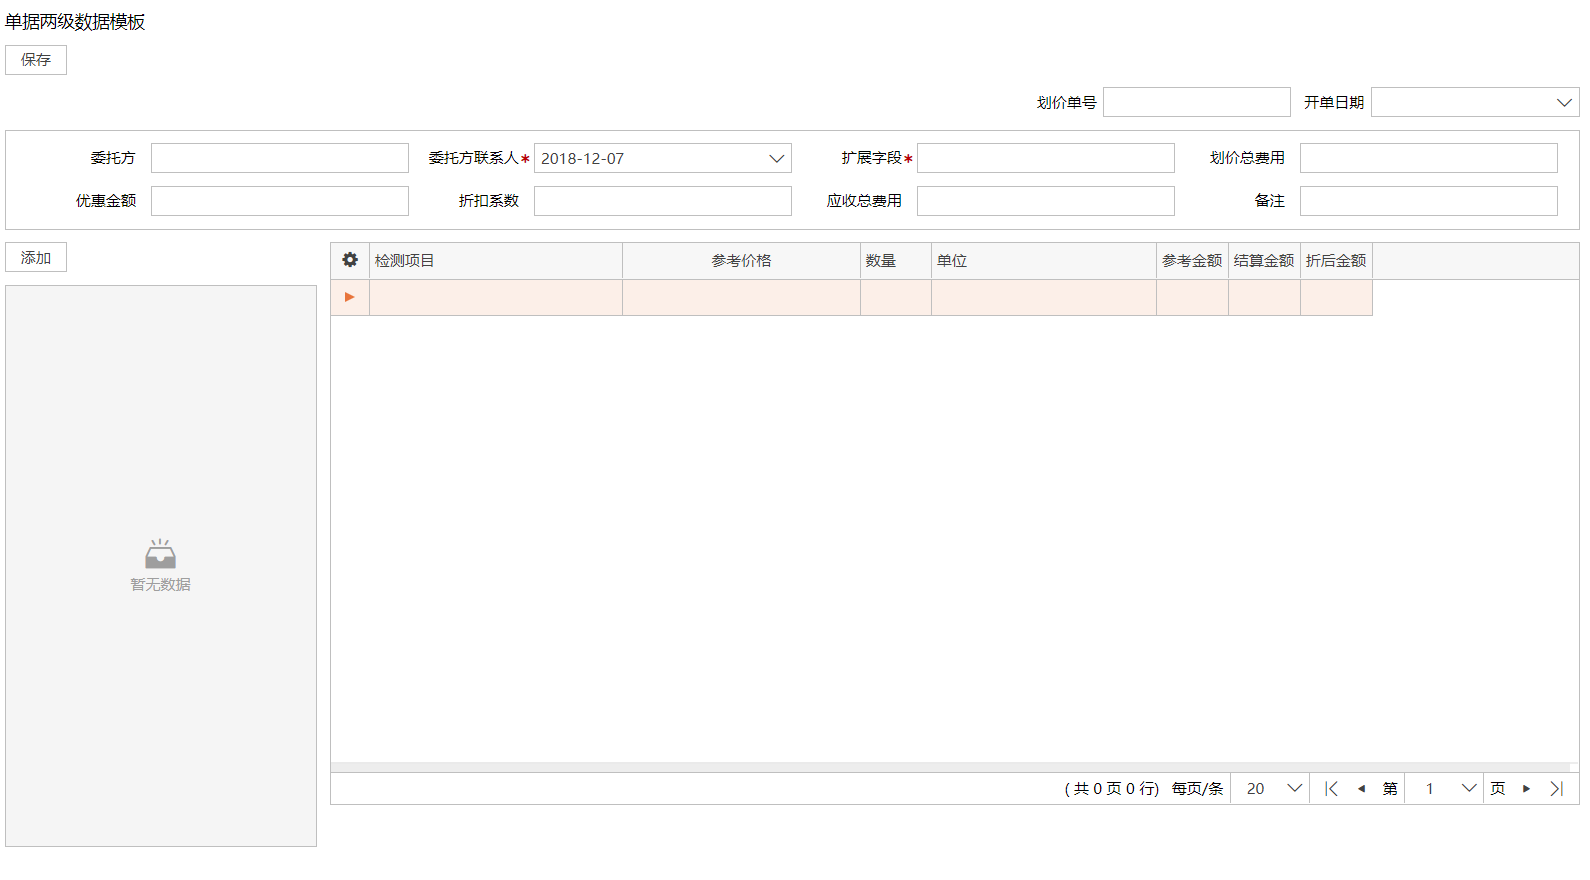 单据两级数据模板
保存
划价单号 开单日期
委托方 委托方联系人* 2018-12-07 扩展字段* 划价总费用
优惠金额 折扣系数 应收总费用 备注
添加
检测项目 参考价格 数量 单位 参考金额 结算金额 折后金额
暂无数据
( 共 0 页 0 行) 每页/条 20 第 1 页